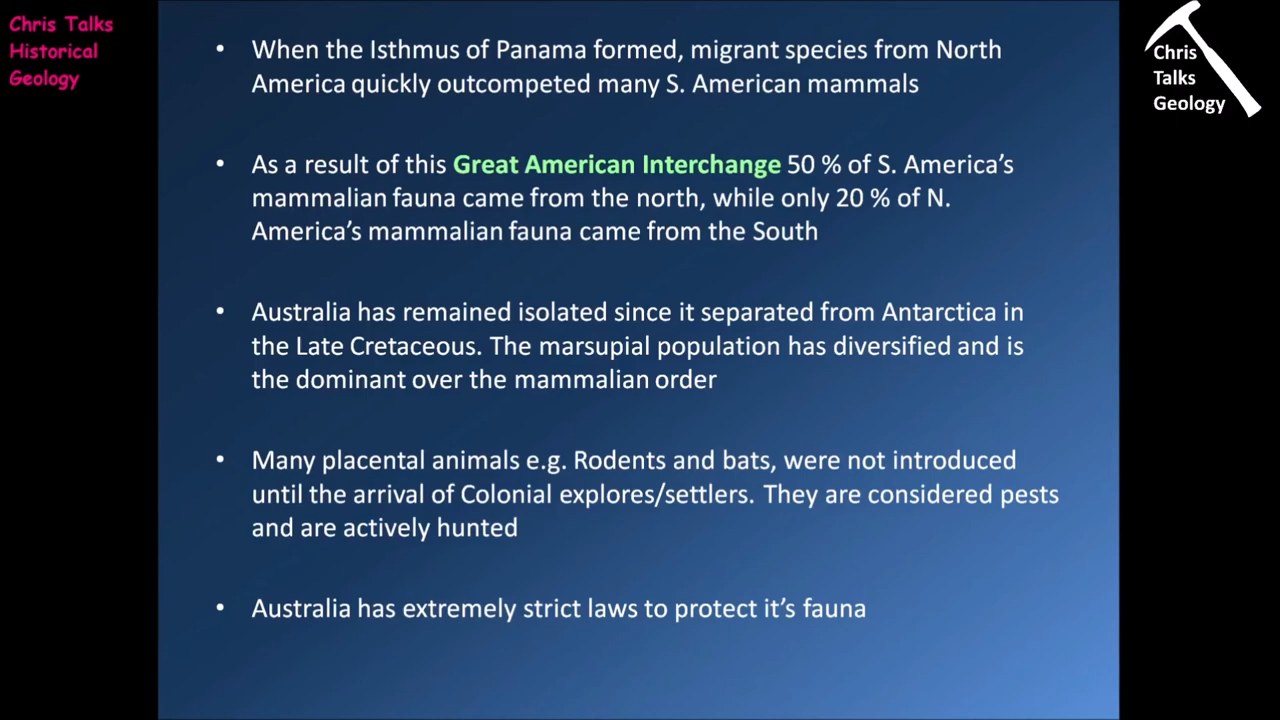 Chris Talks
Historical
Geology
Chris
Talks
Geology
• When the Isthmus of Panama formed, migrant species from North
America quickly outcompeted many S. American mammals
• As a result of this Great American Interchange 50 % of S. America’s
mammalian fauna came from the north, while only 20 % of N.
America’s mammalian fauna came from the South
• Australia has remained isolated since it separated from Antarctica in
the Late Cretaceous. The marsupial population has diversified and is
the dominant over the mammalian order
• Many placental animals e.g. Rodents and bats, were not introduced
until the arrival of Colonial explores/settlers. They are considered pests
and are actively hunted
• Australia has extremely strict laws to protect it’s fauna